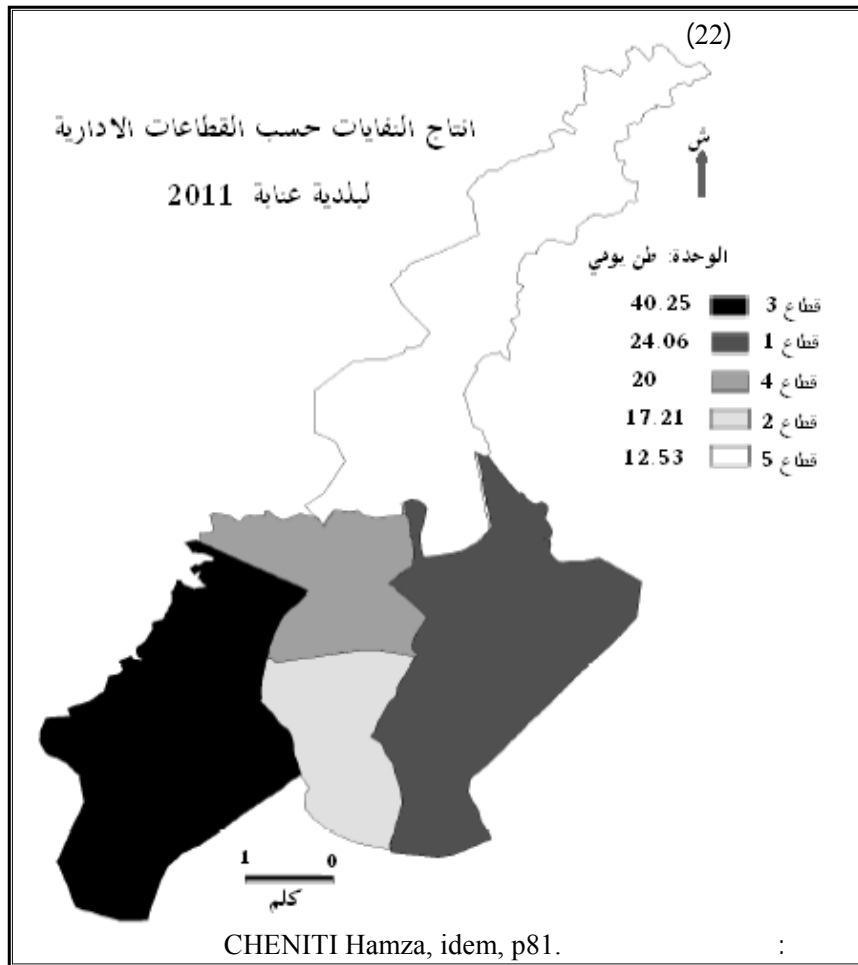 (22)
انتاج النفايات حسب القطاعات الادارية
لبلدية عنابة 2011
ش
الوحدة: طن يومي
قطاع 3 40.25
قطاع 1 24.06
قطاع 4 20
قطاع 2 17.21
قطاع 5 12.53
1 0
كلم
CHENITI Hamza, idem, p81. :